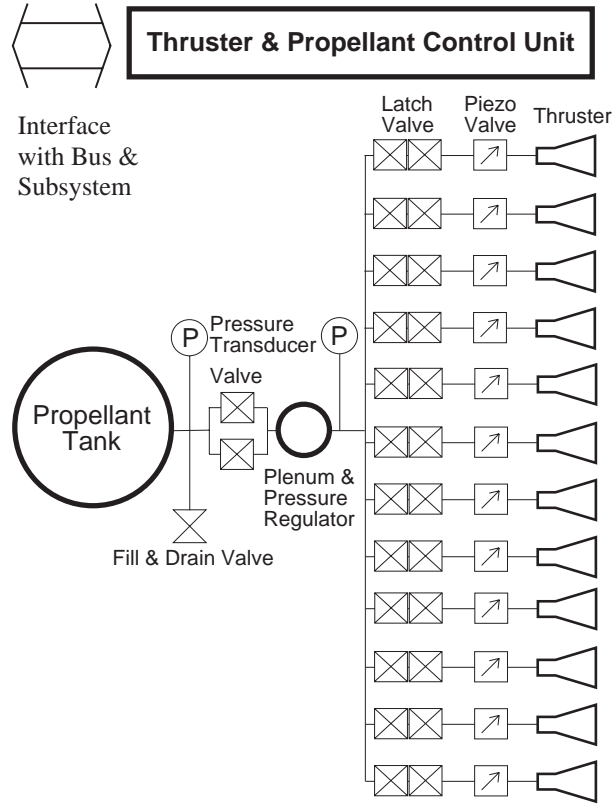 Thruster & Propellant Control Unit
Interface
with Bus &
Subsystem
Latch
Valve
Piezo
Valve
Thruster
P
Pressure
Transducer
P
Valve
Propellant
Tank
Plenum &
Pressure
Regulator
Fill & Drain Valve